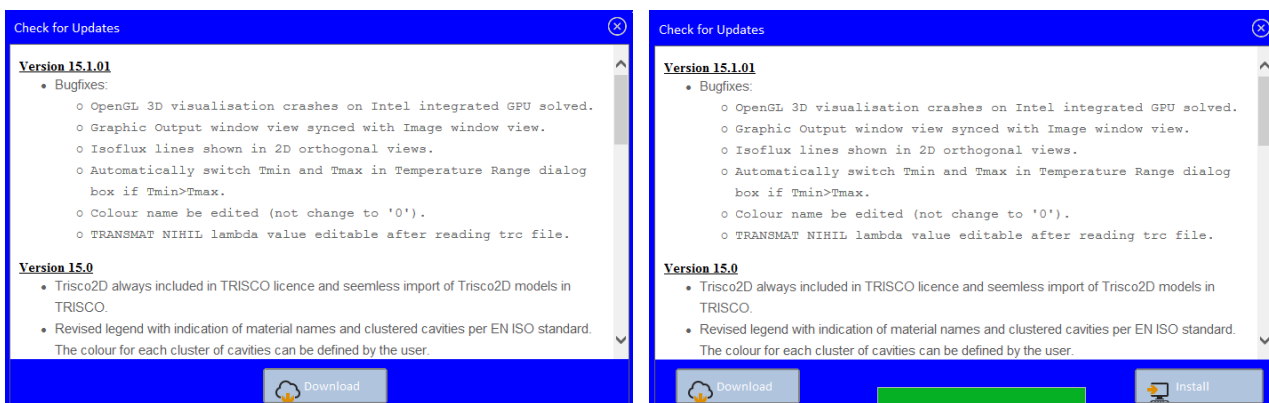 Check for Updates
Version 15.1.01
• Bugfixes:
o OpenGL 3D visualisation crashes on Intel integrated GPU solved.
o Graphic Output window view synced with Image window view.
o Isoflux lines shown in 2D orthogonal views.
o Automatically switch Tmin and Tmax in Temperature Range dialog
box if Tmin>Tmax.
o Colour name be edited (not change to '0').
o TRANSMAT NIHIL lambda value editable after reading trc file.
Version 15.0
• Trisco2D always included in TRISCO licence and seemless import of Trisco2D models in
TRISCO.
• Revised legend with indication of material names and clustered cavities per EN ISO standard.
The colour for each cluster of cavities can be defined by the user.
Download
Check for Updates
Version 15.1.01
• Bugfixes:
o OpenGL 3D visualisation crashes on Intel integrated GPU solved.
o Graphic Output window view synced with Image window view.
o Isoflux lines shown in 2D orthogonal views.
o Automatically switch Tmin and Tmax in Temperature Range dialog
box if Tmin>Tmax.
o Colour name be edited (not change to '0').
o TRANSMAT NIHIL lambda value editable after reading trc file.
Version 15.0
• Trisco2D always included in TRISCO licence and seemless import of Trisco2D models in
TRISCO.
• Revised legend with indication of material names and clustered cavities per EN ISO standard.
The colour for each cluster of cavities can be defined by the user.
Download
Install